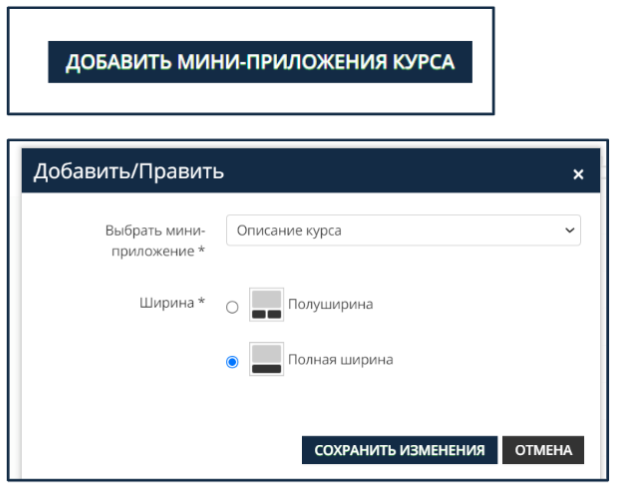 ДОБАВИТЬ МИНИ-ПРИЛОЖЕНИЯ КУРСА
Добавить/Править ×
Выбрать мини-
приложение *
Описание курса
Ширина *
Полуширина
Полная ширина
СОХРАНИТЬ ИЗМЕНЕНИЯ ОТМЕНА